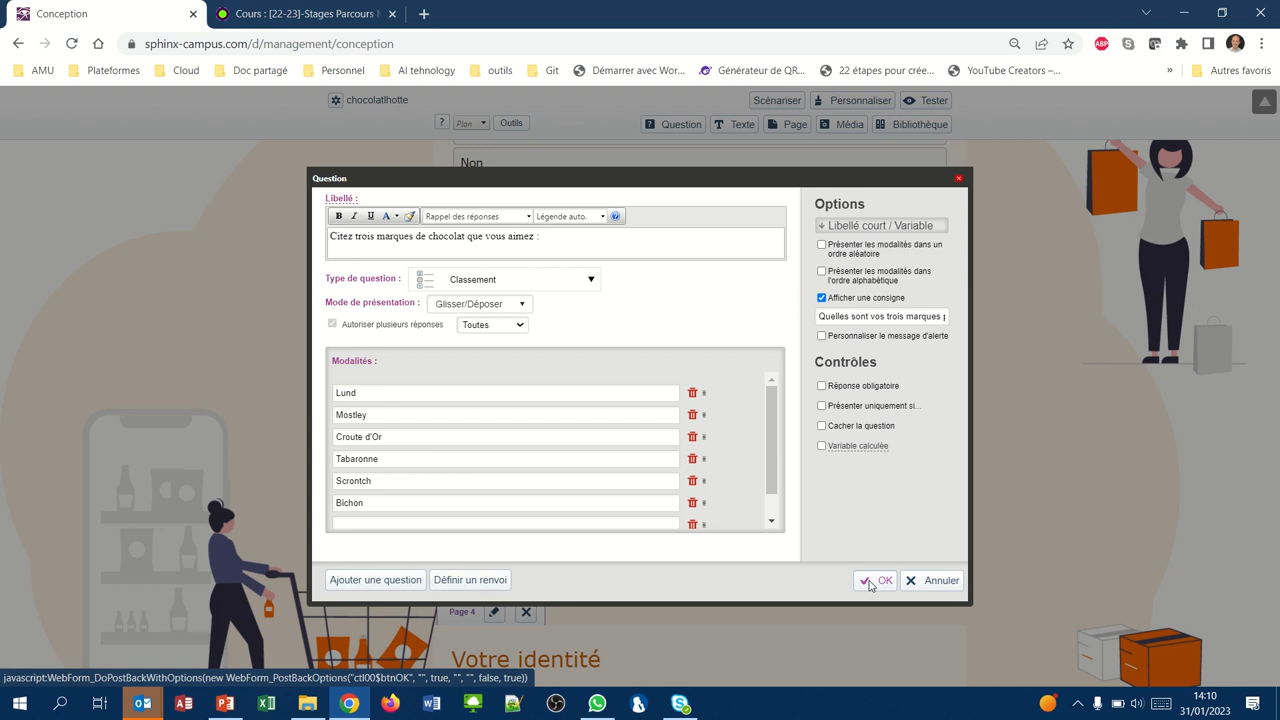 Conception
Cours : [22-23]-Stages Parcours
sphinx-campus.com/d/management/conception
AMU
Plateformes
Cloud
Doc partagé
Personnel
AI tehnology
outils
Git
Démarrer avec Wor...
Générateur de QR...
22 étapes pour crée...
YouTube Creators –...
»
Autres favoris
chocolatlhotte
Scénariser
Personnaliser
Tester
?
Plan
Outils
Question
Texte
Page
Média
Bibliothèque
Non
Question
Libellé :
B I U A
Rappel des réponses
Légende auto.
Citez trois marques de chocolat que vous aimez :
Type de question :
Classement
Mode de présentation :
Glisser/Déposer
Autoriser plusieurs réponses
Toutes
Modalités :
Lund
Mostley
Croute d'Or
Tabaronne
Scrontch
Bichon
Options
Libellé court / Variable
Présenter les modalités dans un
ordre aléatoire
Présenter les modalités dans
l'ordre alphabétique
Afficher une consigne
Quelles sont vos trois marques p
Personnaliser le message d'alerte
Contrôles
Réponse obligatoire
Présenter uniquement si...
Cacher la question
Variable calculée
Ajouter une question
Définir un renvoi
OK
Annuler
Page 4
Votre identité
javascript:WebForm_DoPostBackWithOptions(new WebForm_PostBackOptions("ctl00$btnOK", "", true, "", "", false, true))
14:10
31/01/2023